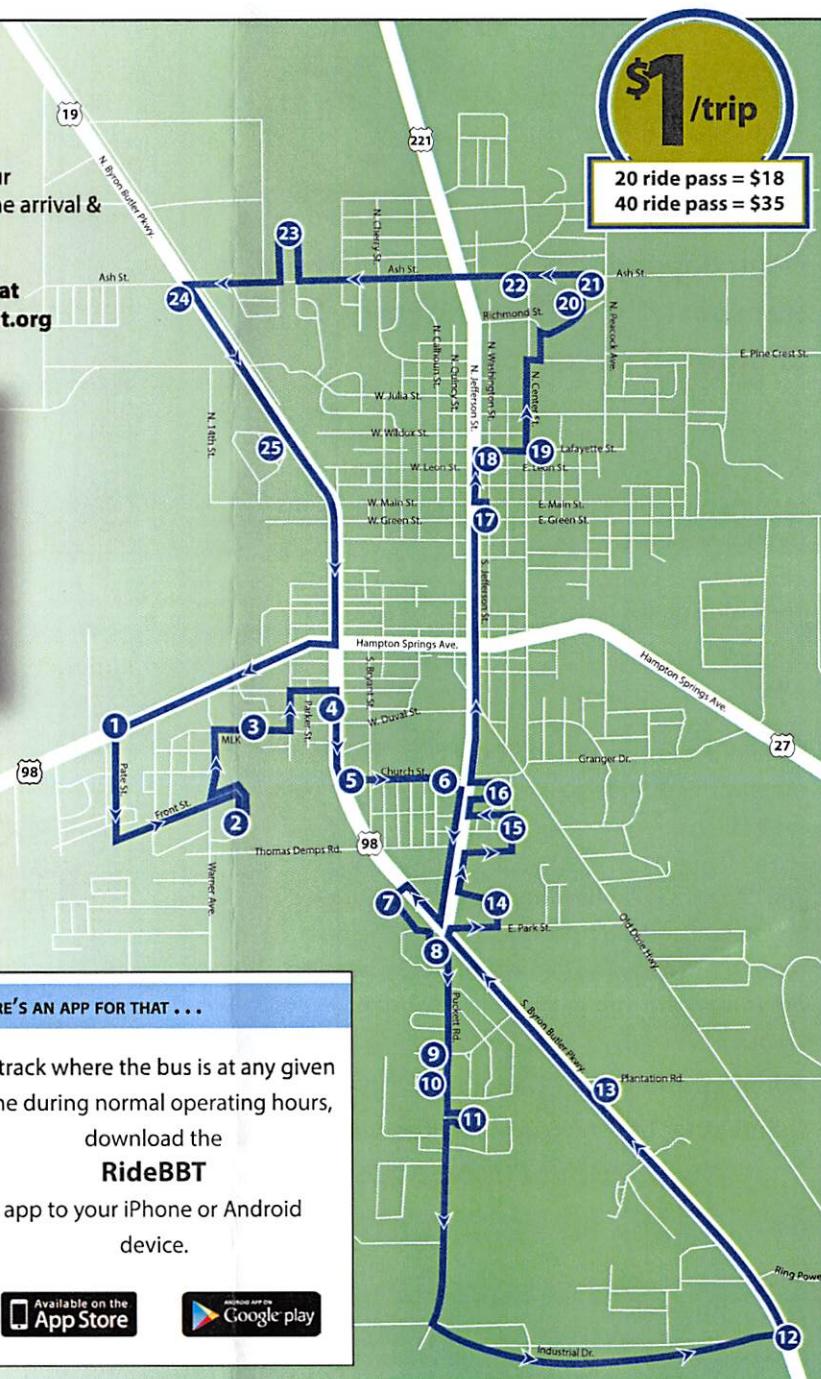 $1/trip
20 ride pass = $18
40 ride pass = $35
19
N. Byron Butler Pkwy.
221
ur
ne arrival &
at
t.org
23
N. Cherry St.
Ash St.
Ash St.
22
21
Ash St.
24
20
Richmond St.
N. Peacock Ave.
N. Calhoun St.
N. Quincy St.
N. Jefferson St.
N. Washington St.
E. Pine Crest St.
W. Julia St.
N. Center St.
N. 14th St.
25
W. Wildux St.
W. Leon St.
18
19
Lafayette St.
E. Leon St.
W. Main St.
E. Main St.
W. Green St.
17
E. Green St.
S. Jefferson St.
Hampton Springs Ave.
Hampton Springs Ave.
S. Bryant St.
1
3
Parker St.
4
W. Duval St.
MLK
27
98
Pate St.
5
Church St.
6
Granger Dr.
16
Front St.
2
15
98
Thomas Demps Rd.
Warner Ave.
7
14
E. Park St.
Old Dixie Hwy.
8
Puckett Rd.
S. Byron Butler Pkwy.
9
10
13
Plantation Rd.
11
Ring Powe
12
Industrial Dr.
RE'S AN APP FOR THAT . . .
track where the bus is at any given
me during normal operating hours,
download the
RideBBT
app to your iPhone or Android
device.
Available on the
App Store
ANDROID APP ON
Google play